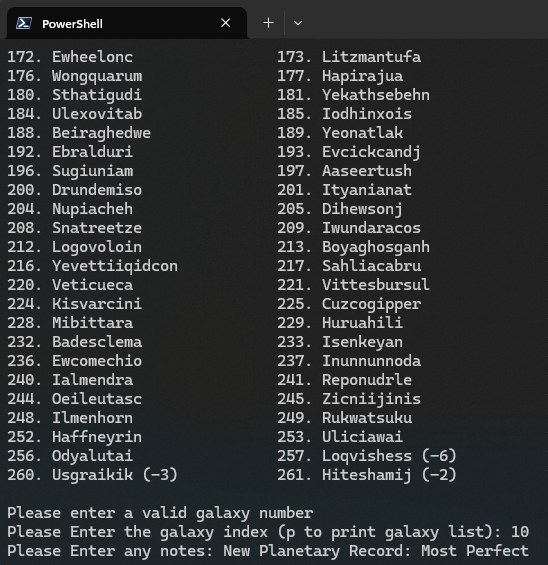 PowerShell
172. Ewheelonc 173. Litzmantufa
176. Wongquarum 177. Hapirajua
180. Sthatigudi 181. Yekathsebehn
184. Ulexovitab 185. Iodhinxois
188. Beiraghedwe 189. Yeonatlak
192. Ebralduri 193. Evcickcandj
196. Sugiuniam 197. Aaseertush
200. Drundemiso 201. Ityanianat
204. Nupiacheh 205. Dihewsonj
208. Snatreetze 209. Iwundaracos
212. Logovoloin 213. Boyaghosganh
216. Yevettiiqidcon 217. Sahliacabru
220. Veticueca 221. Vittesbursul
224. Kisvarcini 225. Cuzcogipper
228. Mibittara 229. Huruahili
232. Badesclema 233. Isenkeyan
236. Ewcomechio 237. Inunnunnoda
240. Ialmendra 241. Reponudrle
244. Oeileutasc 245. Zicniijinis
248. Ilmenhorn 249. Rukwatsuku
252. Haffneyrin 253. Uliciawai
256. Odyalutai 257. Loqvishess (-6)
260. Usgraikik (-3) 261. Hiteshamij (-2)
Please enter a valid galaxy number
Please Enter the galaxy index (p to print galaxy list): 10
Please Enter any notes: New Planetary Record: Most Perfect